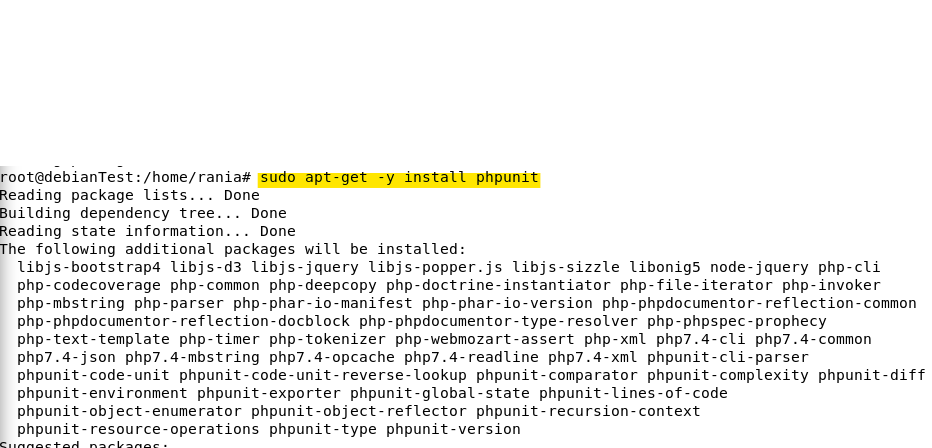 root@debianTest:/home/rania# sudo apt-get -y install phpunit
Reading package lists... Done
Building dependency tree... Done
Reading state information... Done
The following additional packages will be installed:
  libjs-bootstrap4 libjs-d3 libjs-jquery libjs-popper.js libjs-sizzle libonig5 node-jquery php-cli
  php-codecoverage php-common php-deepcopy php-doctrine-instantiator php-file-iterator php-invoker
  php-mbstring php-parser php-phar-io-manifest php-phar-io-version php-phpdocumentor-reflection-common
  php-phpdocumentor-reflection-docblock php-phpdocumentor-type-resolver php-phpspec-prophecy
  php-text-template php-timer php-tokenizer php-webmozart-assert php-xml php7.4-cli php7.4-common
  php7.4-json php7.4-mbstring php7.4-opcache php7.4-readline php7.4-xml phpunit-cli-parser
  phpunit-code-unit phpunit-code-unit-reverse-lookup phpunit-comparator phpunit-complexity phpunit-diff
  phpunit-environment phpunit-exporter phpunit-global-state phpunit-lines-of-code
  phpunit-object-enumerator phpunit-object-reflector phpunit-recursion-context
  phpunit-resource-operations phpunit-type phpunit-version
Suggested packages: